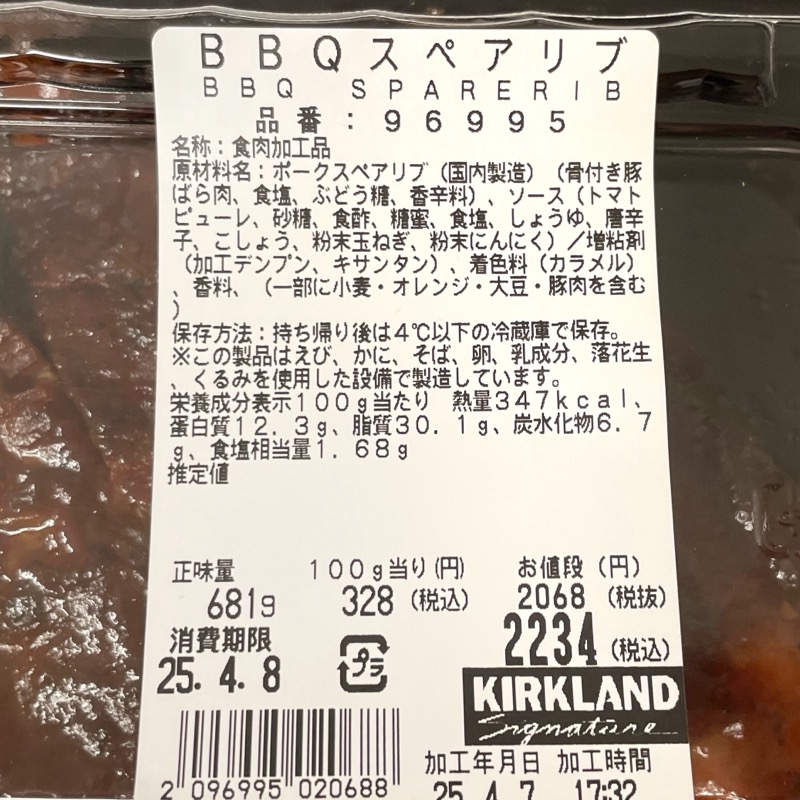 BBQスペアリブ
BBQ SPARERIB
品番：96995
名称：食肉加工品
原材料名：ポークスペアリブ（国内製造）（骨付き豚
ばら肉、食塩、ぶどう糖、香辛料）、ソース（トマト
ピューレ、砂糖、食酢、糖蜜、食塩、しょうゆ、唐辛
子、こしょう、粉末玉ねぎ、粉末にんにく）／増粘剤
（加工デンプン、キサンタン）、着色料（カラメル）
、香料、（一部に小麦・オレンジ・大豆・豚肉を含む
）
保存方法：持ち帰り後は4℃以下の冷蔵庫で保存。
※この製品はえび、かに、そば、卵、乳成分、落花生
、くるみを使用した設備で製造しています。
栄養成分表示100g当たり 熱量347kcal、
蛋白質12.3g、脂質30.1g、炭水化物6.7
g、食塩相当量1.68g
推定値
正味量 100g当り(円) お値段（円）
681g 328（税込） 2068（税抜）
2234（税込）
消費期限
25.4.8
プラ
KIRKLAND
Signature
2 096995 020688
加工年月日 加工時間
25.4.7 17:32